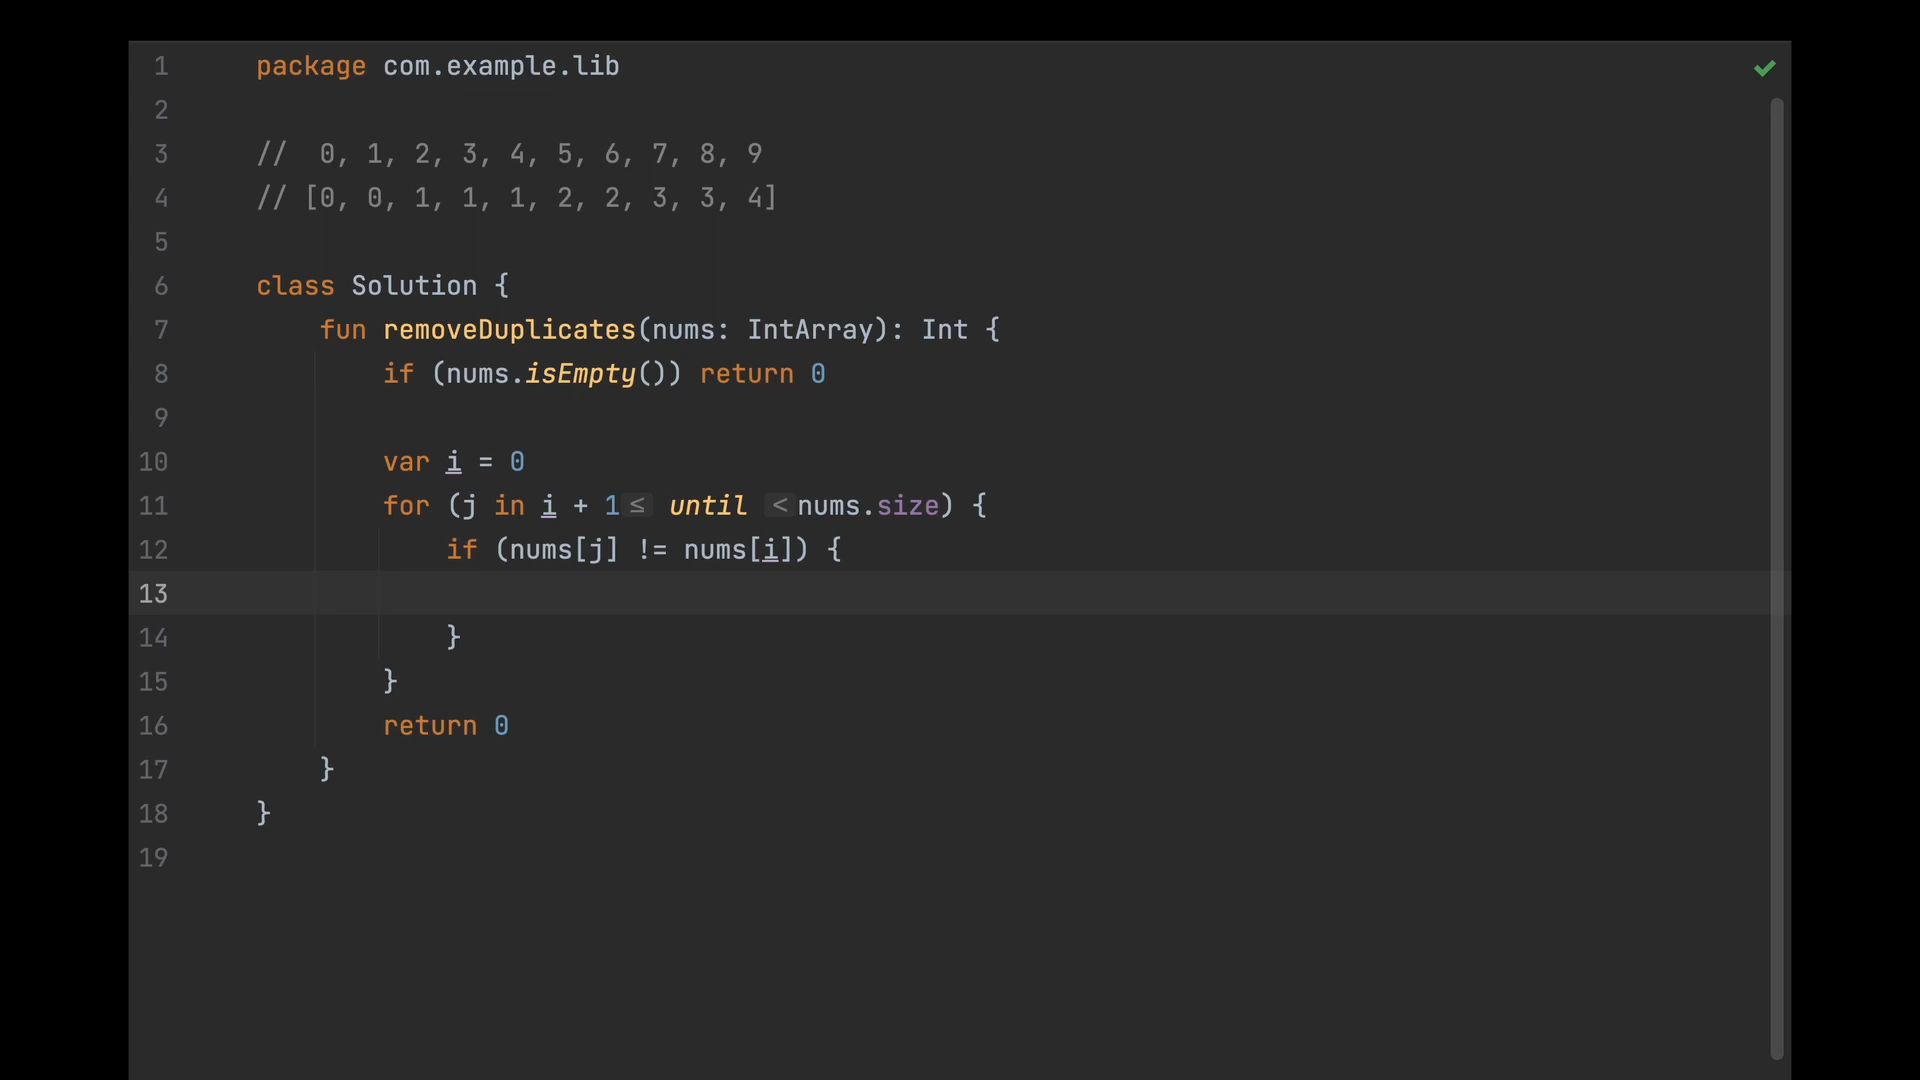 1 package com.example.lib
2
3 //  0, 1, 2, 3, 4, 5, 6, 7, 8, 9
4 // [0, 0, 1, 1, 1, 2, 2, 3, 3, 4]
5
6 class Solution {
7     fun removeDuplicates(nums: IntArray): Int {
8         if (nums.isEmpty()) return 0
9
10         var i = 0
11         for (j in i + 1 ≤ until < nums.size) {
12             if (nums[j] != nums[i]) {
13
14             }
15         }
16         return 0
17     }
18 }
19